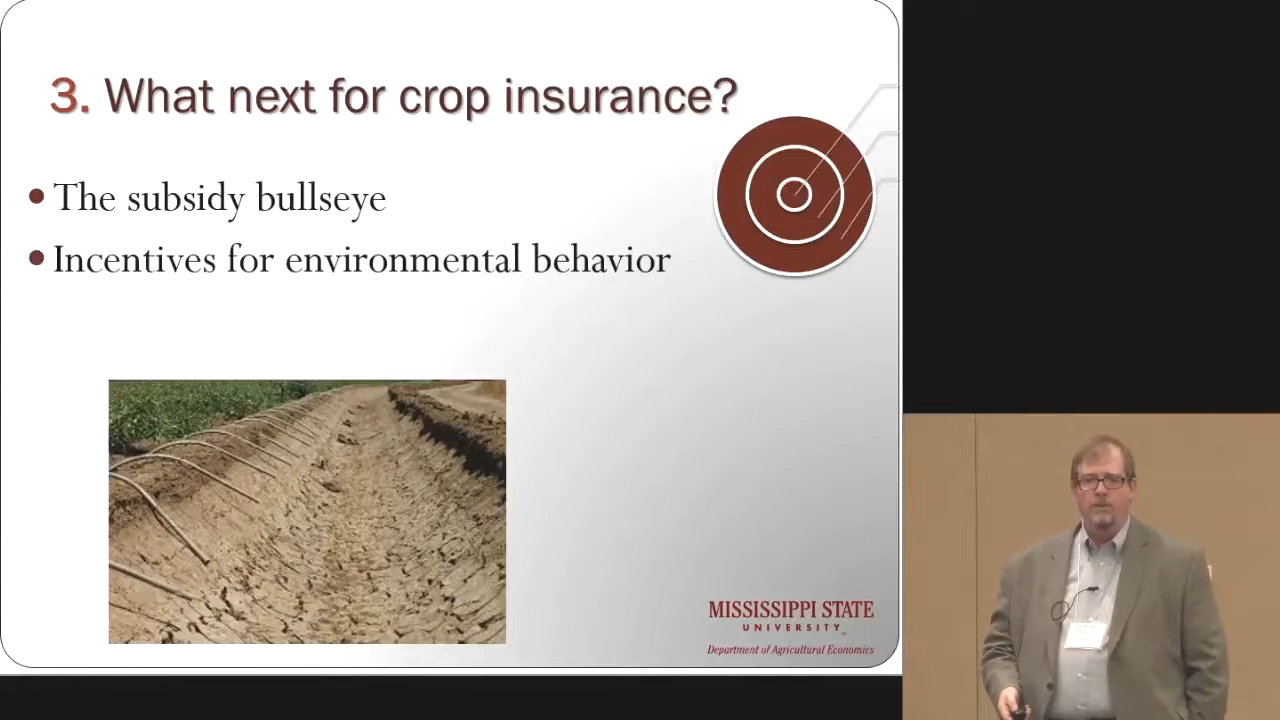 3. What next for crop insurance?
• The subsidy bullseye
• Incentives for environmental behavior
MISSISSIPPI STATE
UNIVERSITY™
Department of Agricultural Economics